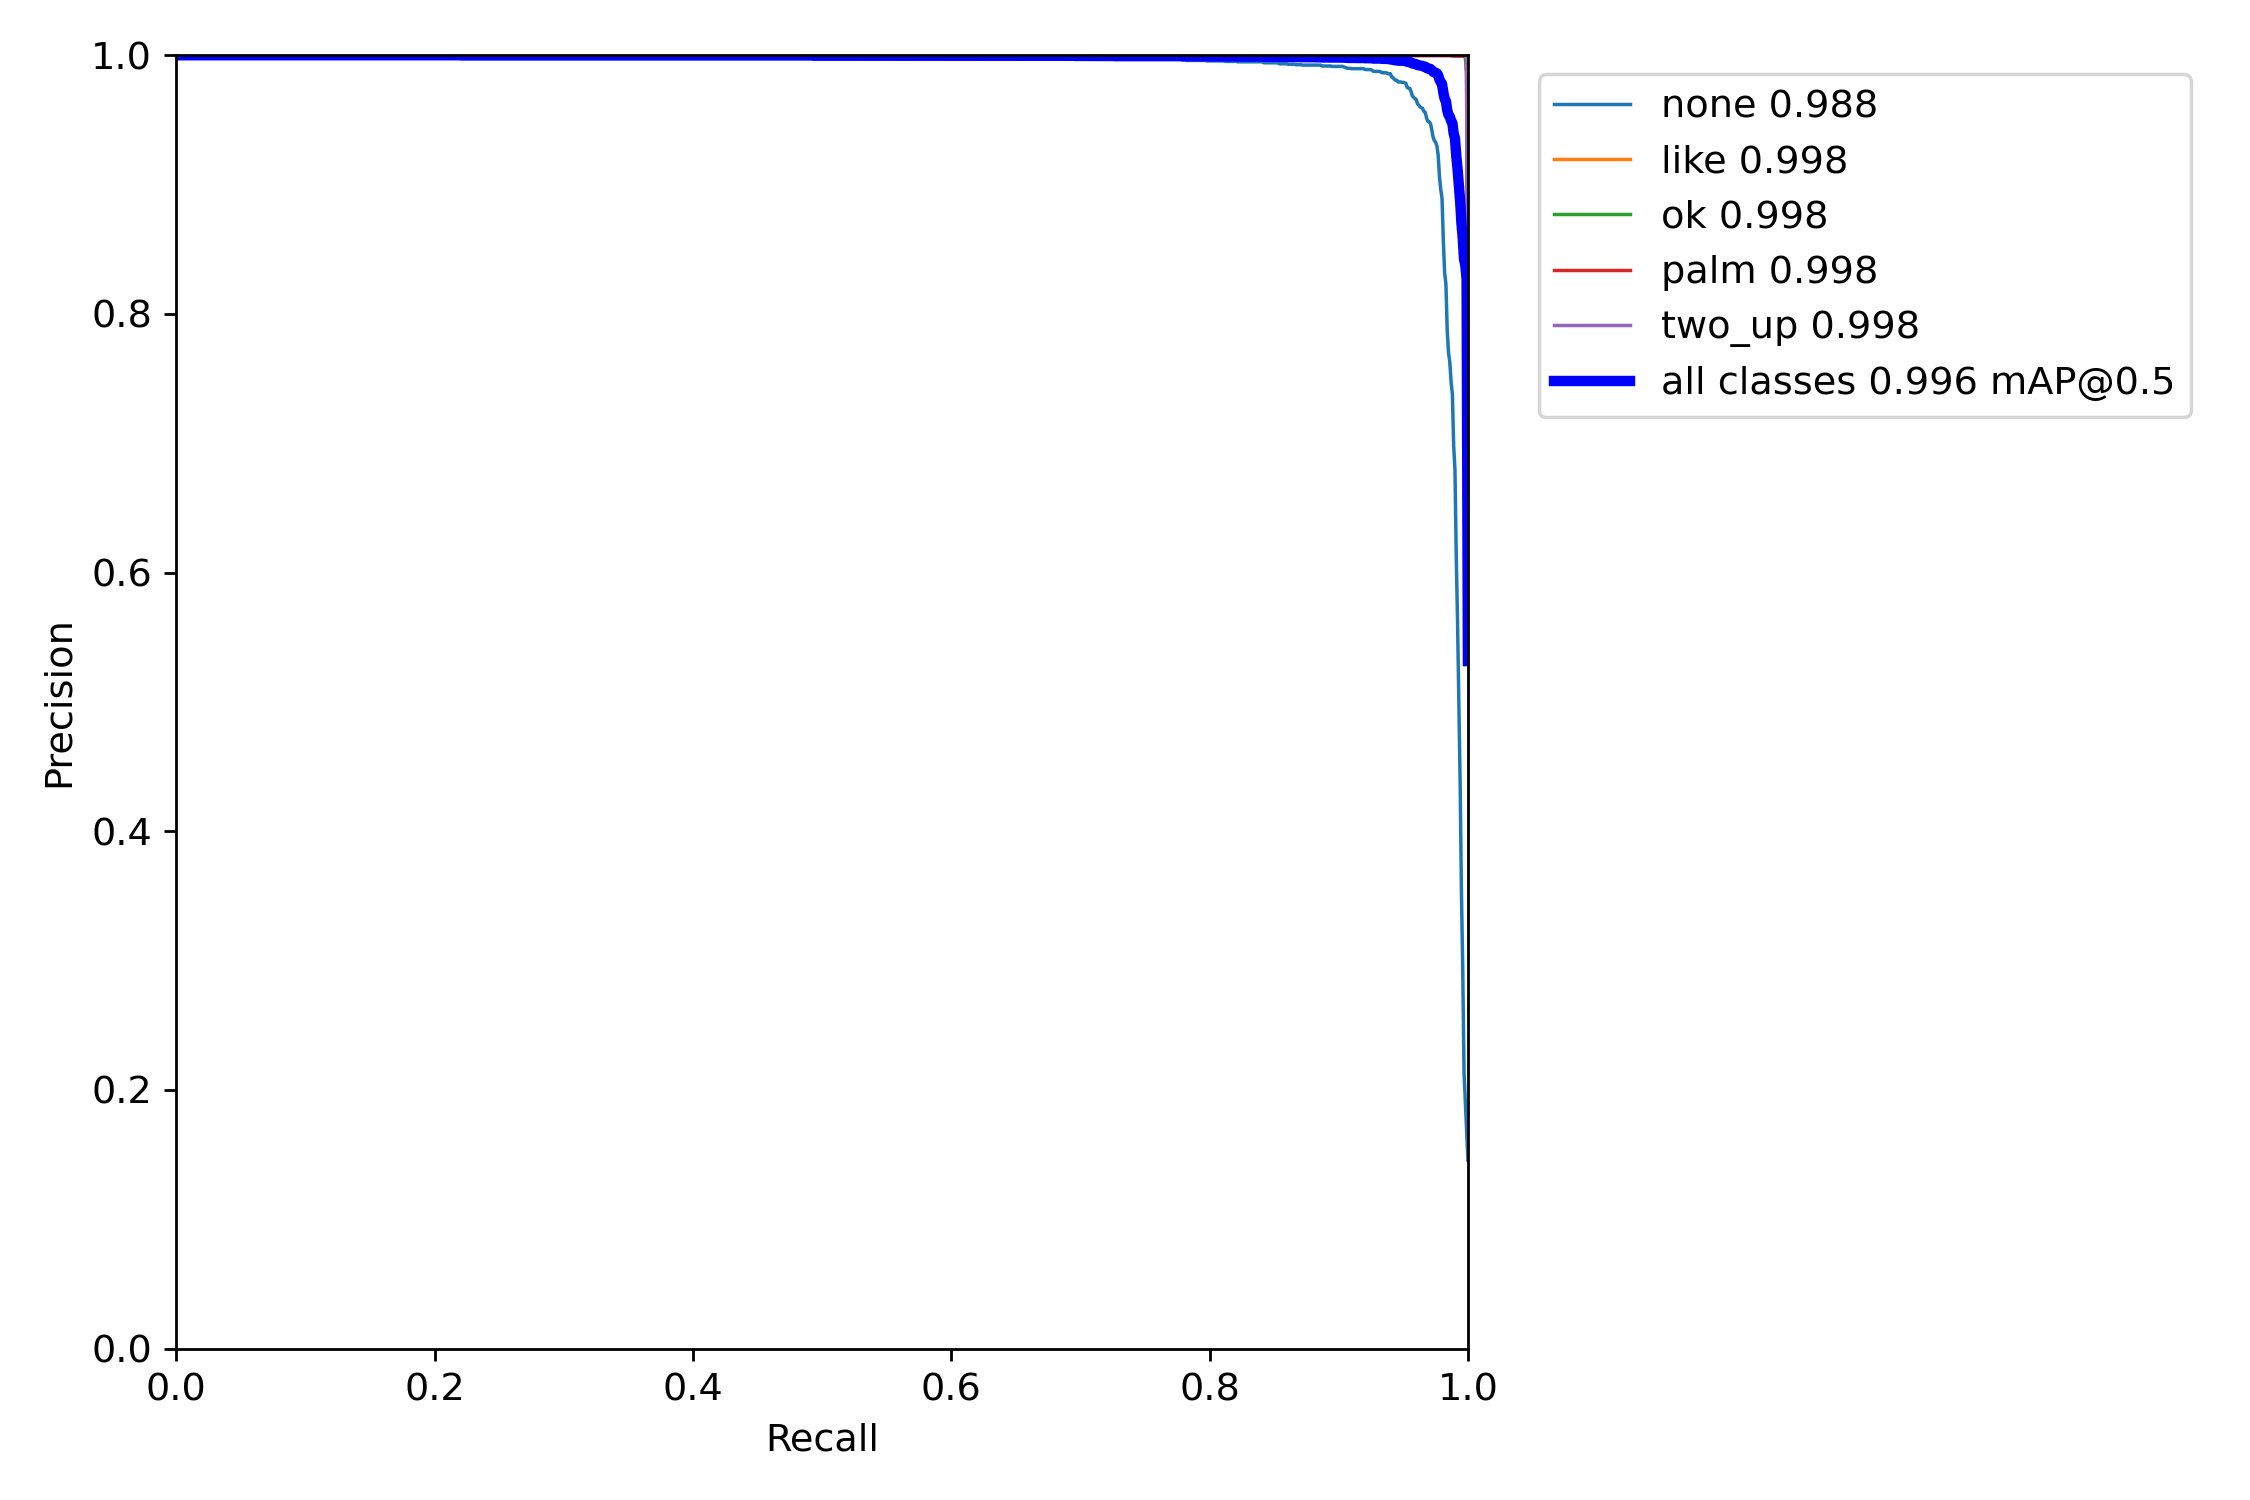 1.0
0.8
0.6
0.4
0.2
0.0
Precision
0.0 0.2 0.4 0.6 0.8 1.0
Recall
none 0.988
like 0.998
ok 0.998
palm 0.998
two_up 0.998
all classes 0.996 mAP@0.5